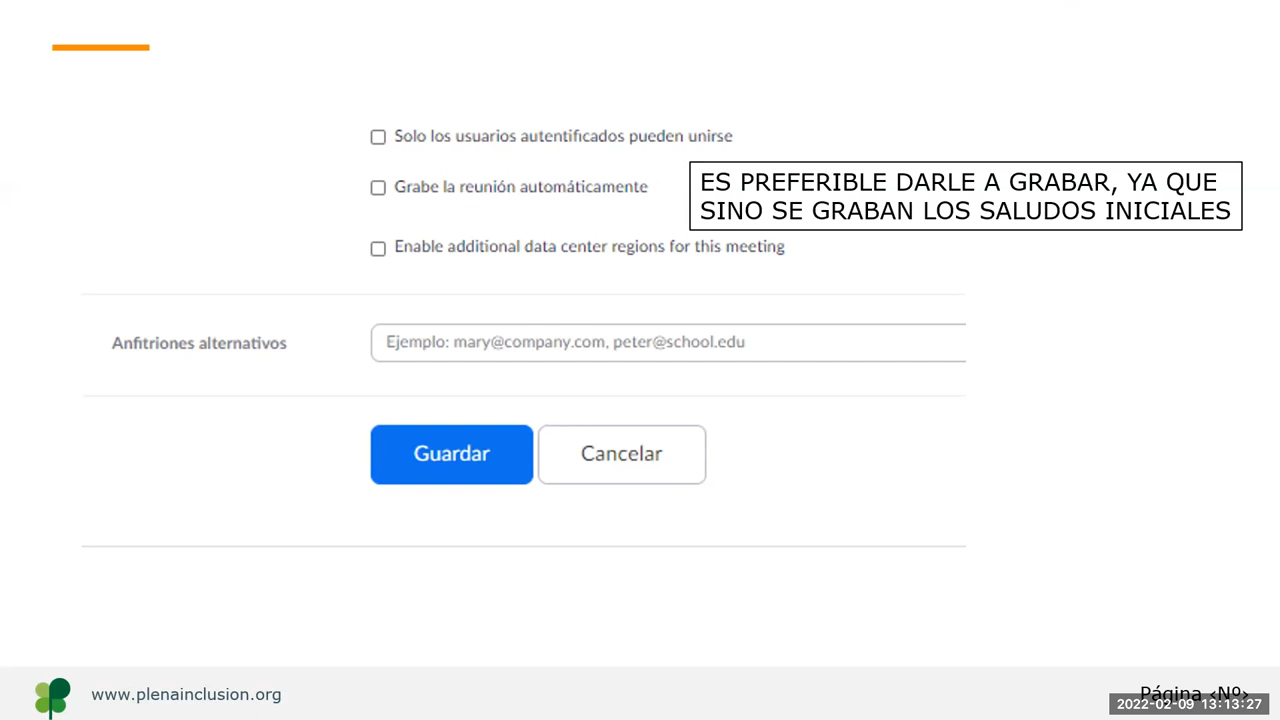 Solo los usuarios autentificados pueden unirse
Grabe la reunión automáticamente
ES PREFERIBLE DARLE A GRABAR, YA QUE
SINO SE GRABAN LOS SALUDOS INICIALES
Enable additional data center regions for this meeting
Anfitriones alternativos
Ejemplo: mary@company.com, peter@school.edu
Guardar
Cancelar
www.plenainclusion.org
Página ‹Nº›
2022-02-09 13:13:27